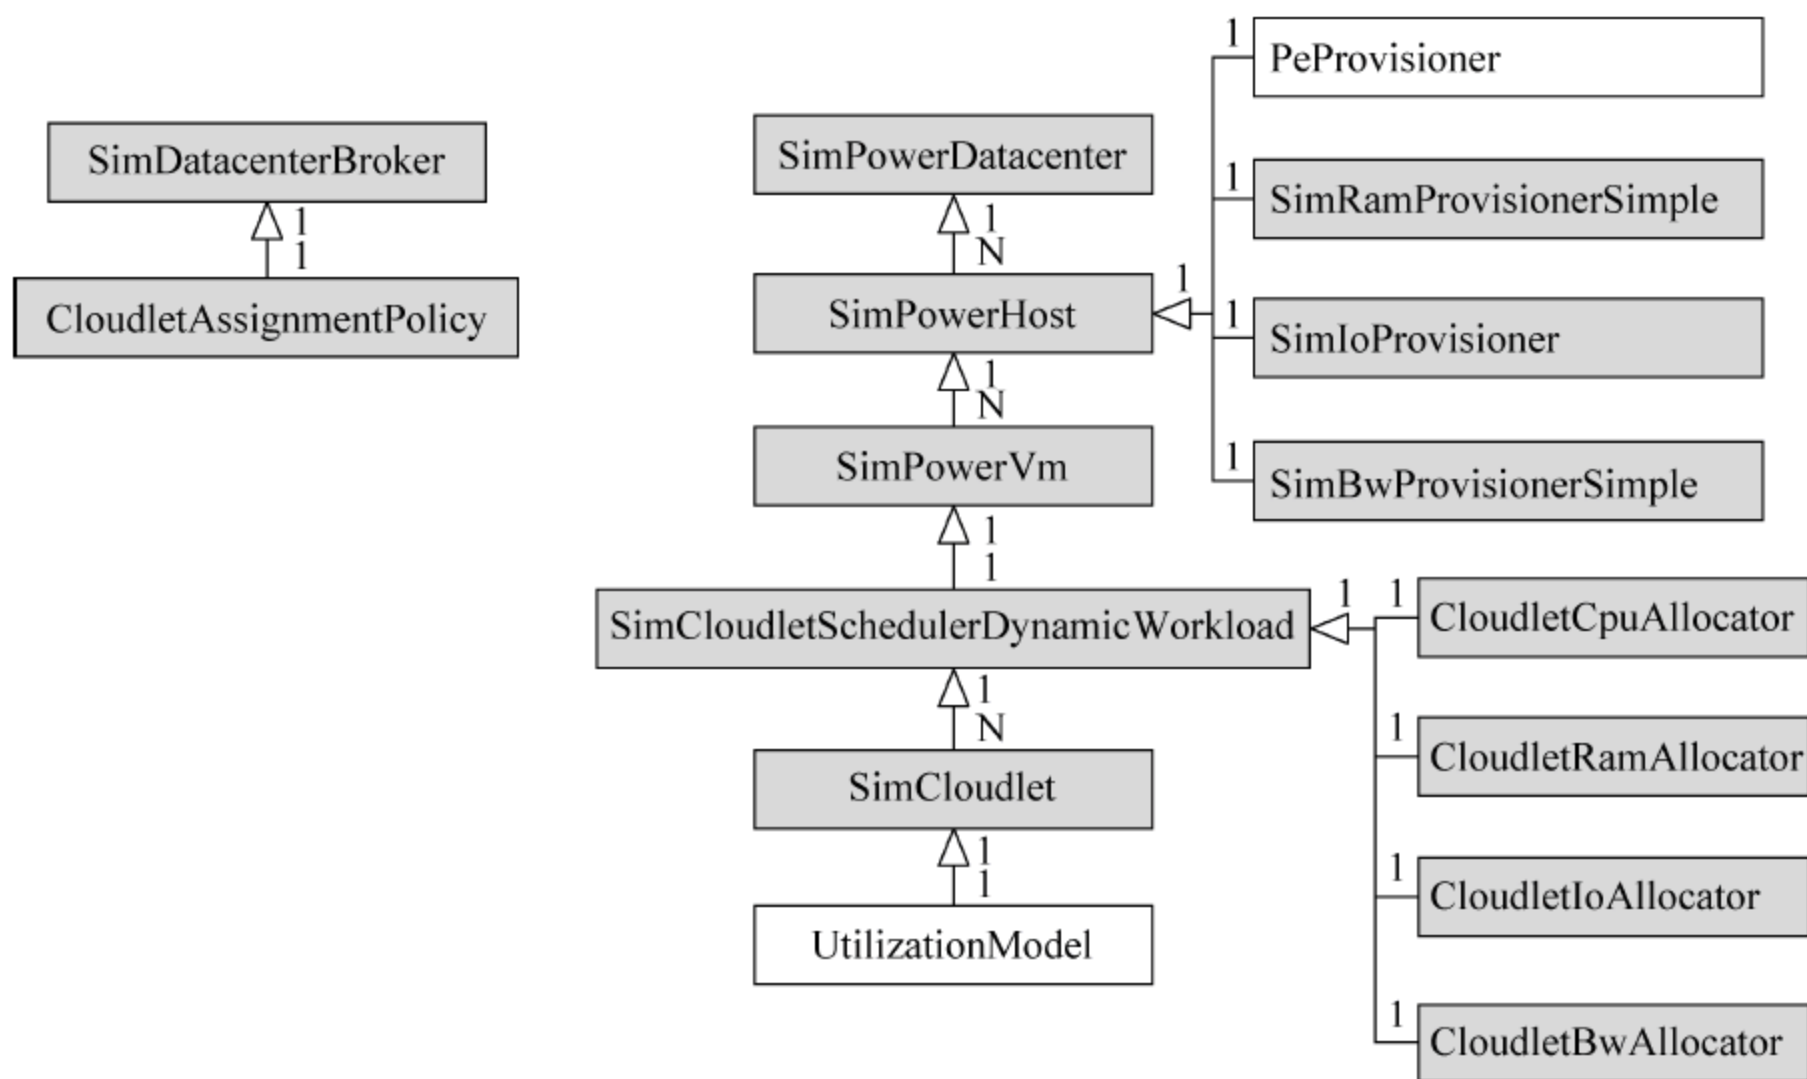 SimDatacenterBroker
1
1
CloudletAssignmentPolicy
SimPowerDatacenter
1
N
SimPowerHost
1
1
N
SimPowerVm
1
1
SimCloudletSchedulerDynamicWorkload
1
1
N
SimCloudlet
1
1
UtilizationModel
1 PeProvisioner
1 SimRamProvisionerSimple
1 SimIoProvisioner
1 SimBwProvisionerSimple
1 CloudletCpuAllocator
1 CloudletRamAllocator
1 CloudletIoAllocator
1 CloudletBwAllocator